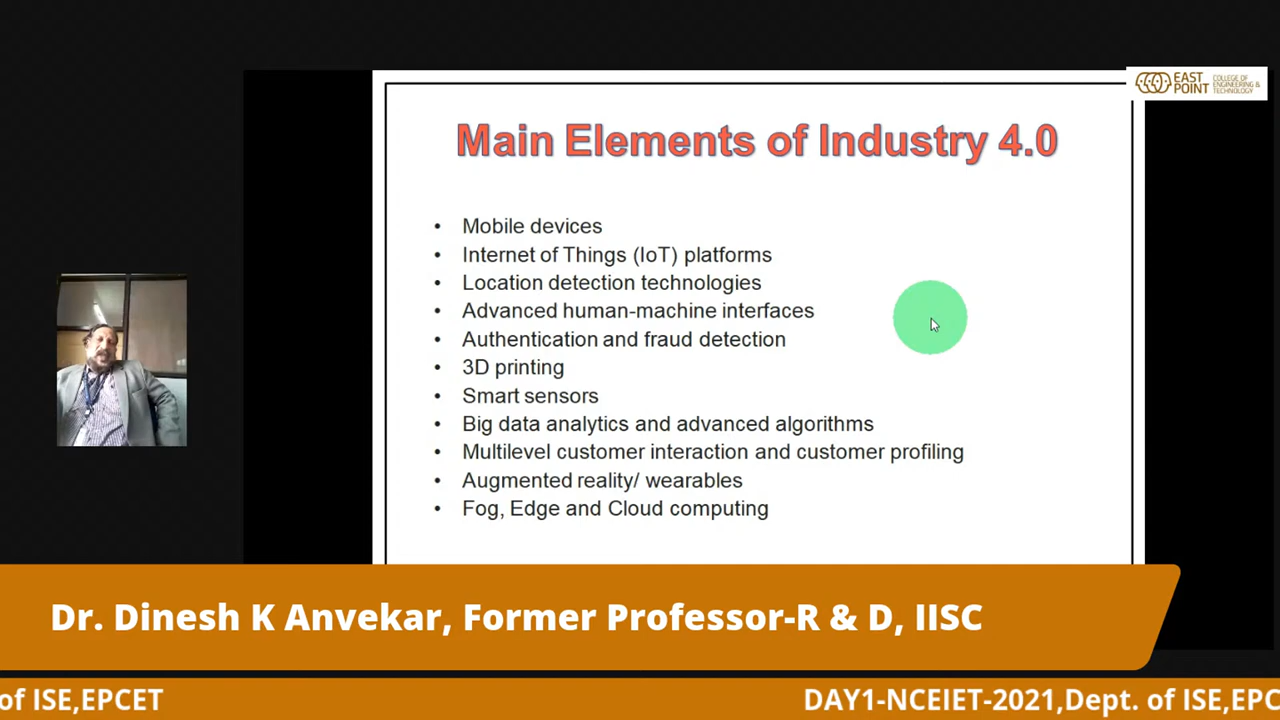 EAST
POINT
COLLEGE OF
ENGINEERING &
TECHNOLOGY
Main Elements of Industry 4.0
• Mobile devices
• Internet of Things (IoT) platforms
• Location detection technologies
• Advanced human-machine interfaces
• Authentication and fraud detection
• 3D printing
• Smart sensors
• Big data analytics and advanced algorithms
• Multilevel customer interaction and customer profiling
• Augmented reality/ wearables
• Fog, Edge and Cloud computing
Dr. Dinesh K Anvekar, Former Professor-R & D, IISC
of ISE,EPCET
DAY1-NCEIET-2021,Dept. of ISE,EPC